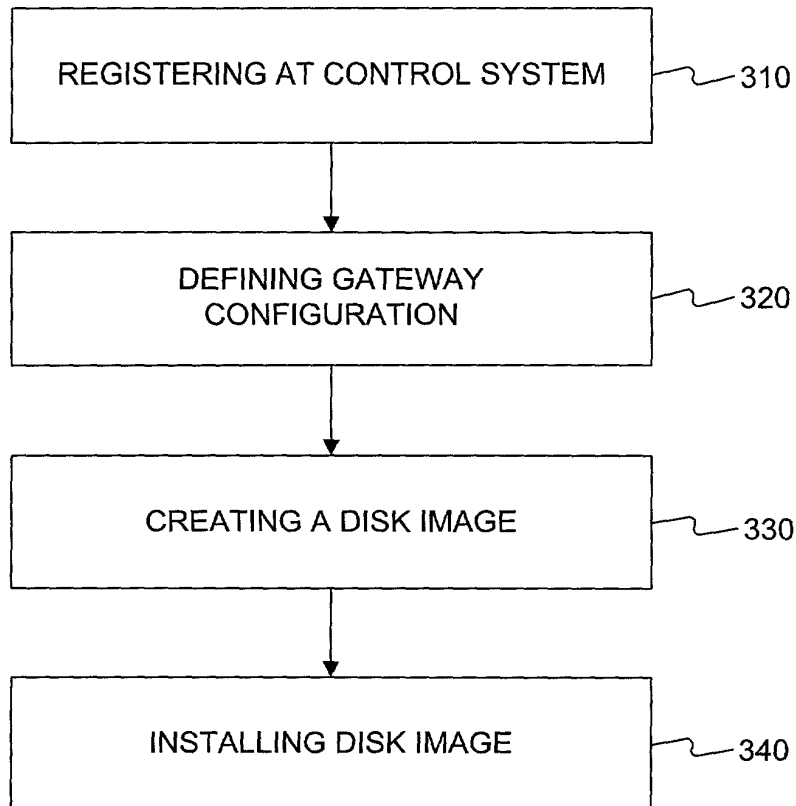 REGISTERING AT CONTROL SYSTEM
310
DEFINING GATEWAY
CONFIGURATION
320
CREATING A DISK IMAGE
330
INSTALLING DISK IMAGE
340